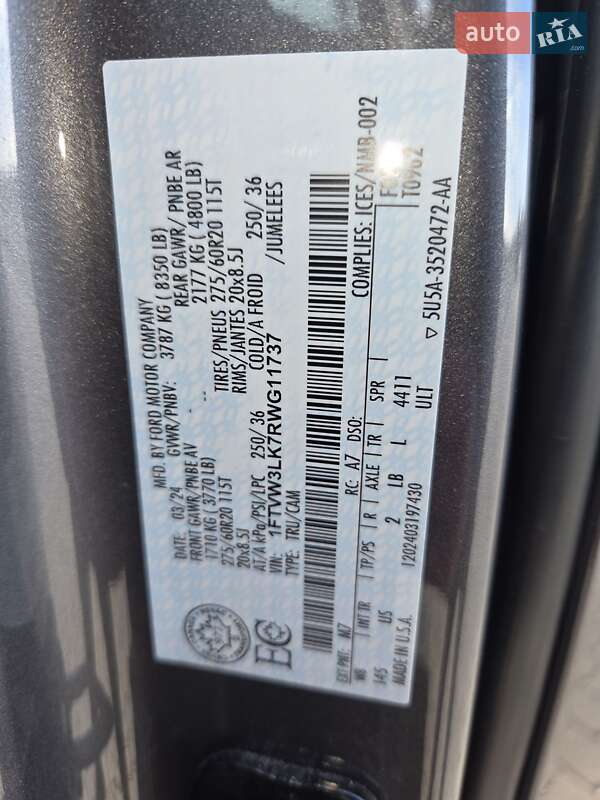 auto RIA.com
MFD. BY FORD MOTOR COMPANY
DATE: 03/24 GVWR/PNBV: 3787 KG ( 8350 LB)
FRONT GAWR/PNBE AV REAR GAWR/ PNBE AR
1710 KG ( 3770 LB) 2177 KG ( 4800 LB)
275/60R20 115T TIRES/PNEUS 275/60R20 115T
20x8.5J RIMS/JANTES 20x8.5J
AT/A kPa/PSI/LPC 250/ 36 COLD/A FROID 250/ 36
VIN: 1FTVW3LK7RWG11737 /JUMELEES
TYPE: TRU/CAM
COMPLIES: ICES/NMB-002
T0902
EC
EXT PNT: M7 RC: A7 DSO:
WB INT TR TP/PS R AXLE TR SPR
145 US 2 LB L 4411
MADE IN U.S.A. 1202403197430 ULT
▽ 5U5A-3520472-AA